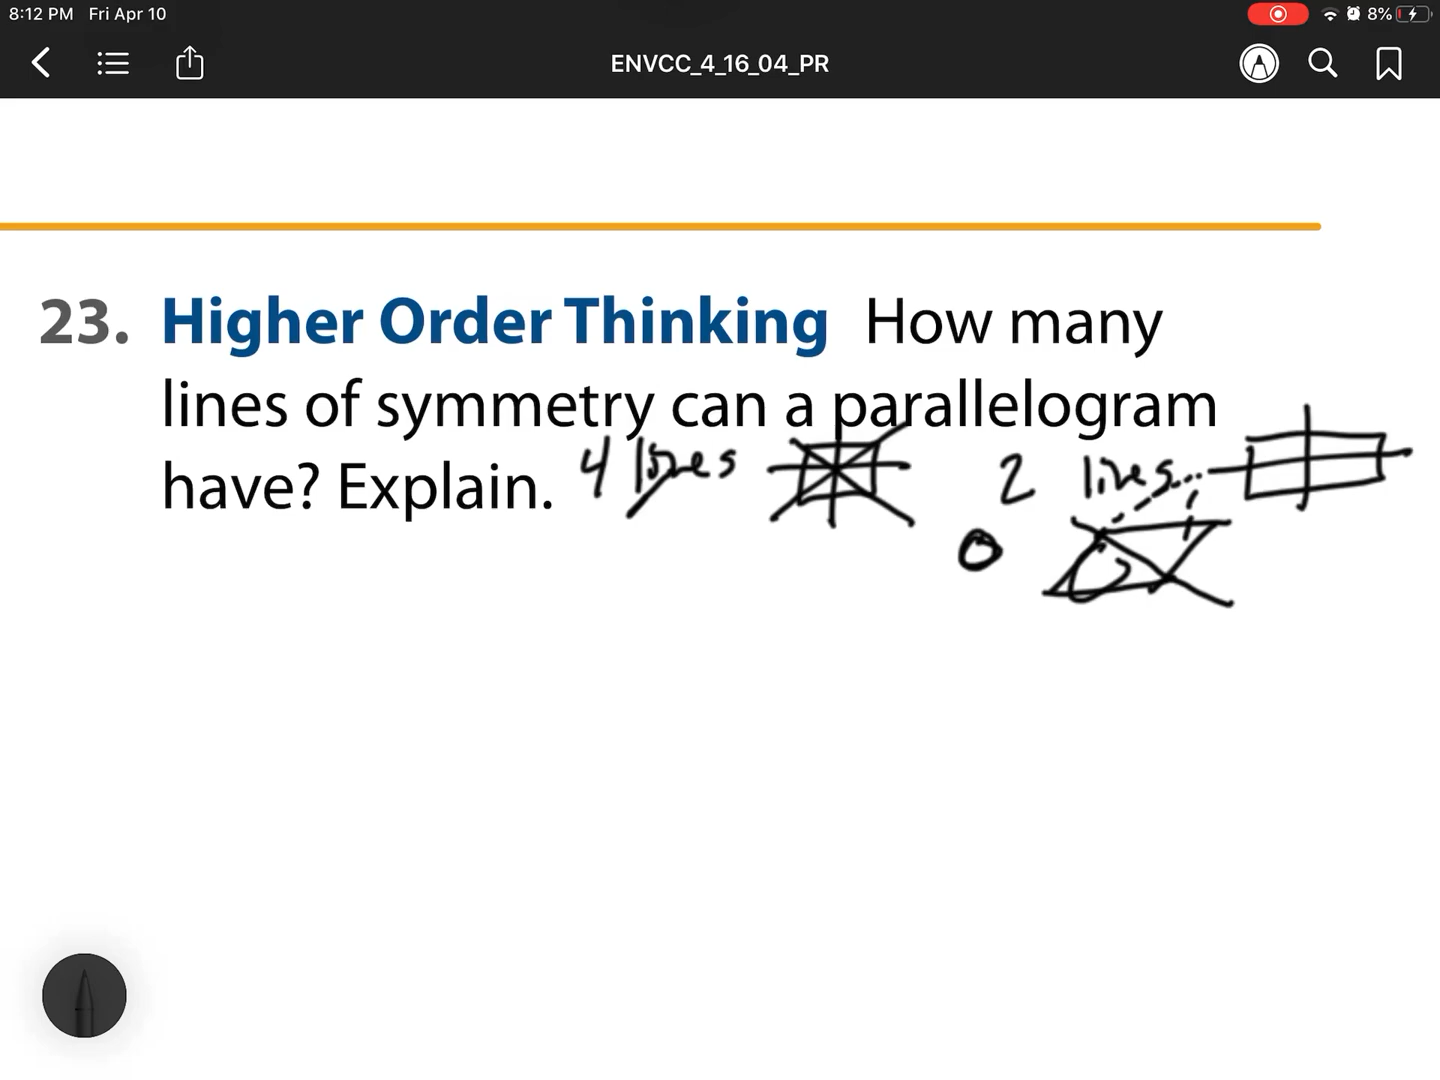 8:12 PM Fri Apr 10
8%
ENVCC_4_16_04_PR
23. Higher Order Thinking How many
lines of symmetry can a parallelogram
have? Explain. 4 lines 2 lines
0